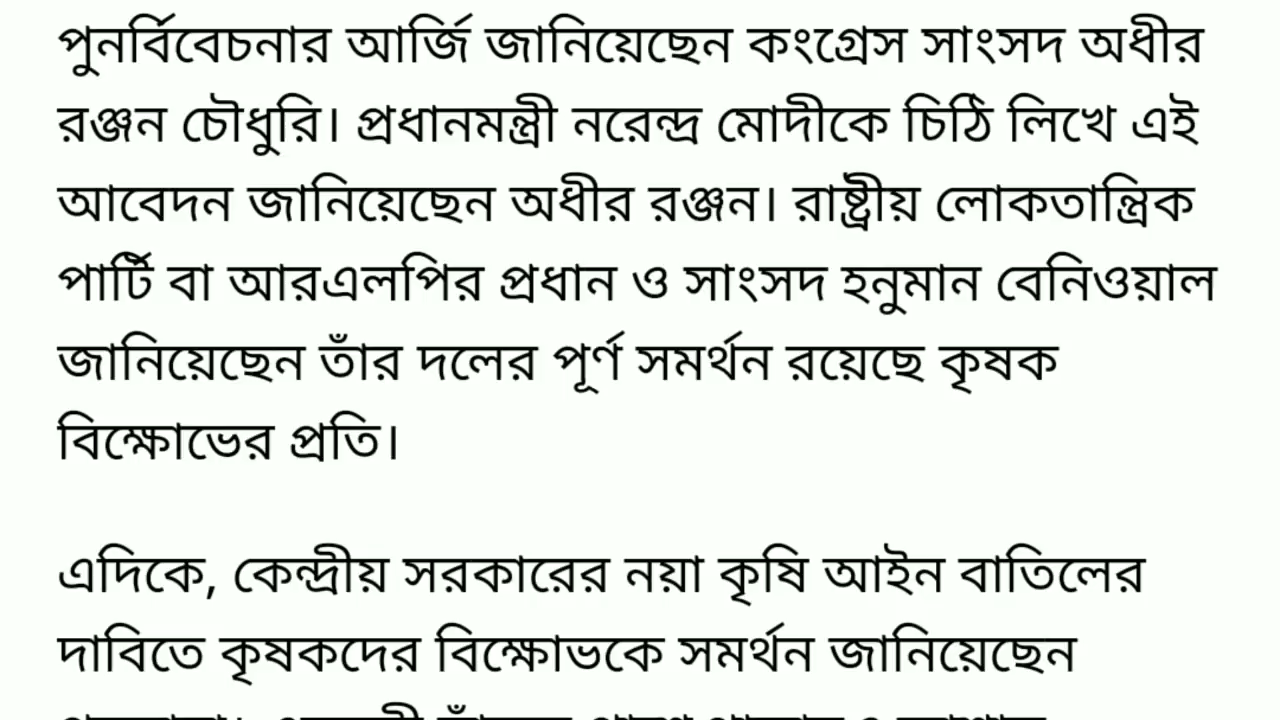 পুনর্বিবেচনার আর্জি জানিয়েছেন কংগ্রেস সাংসদ অধীর
রঞ্জন চৌধুরি। প্রধানমন্ত্রী নরেন্দ্র মোদীকে চিঠি লিখে এই
আবেদন জানিয়েছেন অধীর রঞ্জন। রাষ্ট্রীয় লোকতান্ত্রিক
পার্টি বা আরএলপির প্রধান ও সাংসদ হনুমান বেনিওয়াল
জানিয়েছেন তাঁর দলের পূর্ণ সমর্থন রয়েছে কৃষক
বিক্ষোভের প্রতি।
এদিকে, কেন্দ্রীয় সরকারের নয়া কৃষি আইন বাতিলের
দাবিতে কৃষকদের বিক্ষোভকে সমর্থন জানিয়েছেন